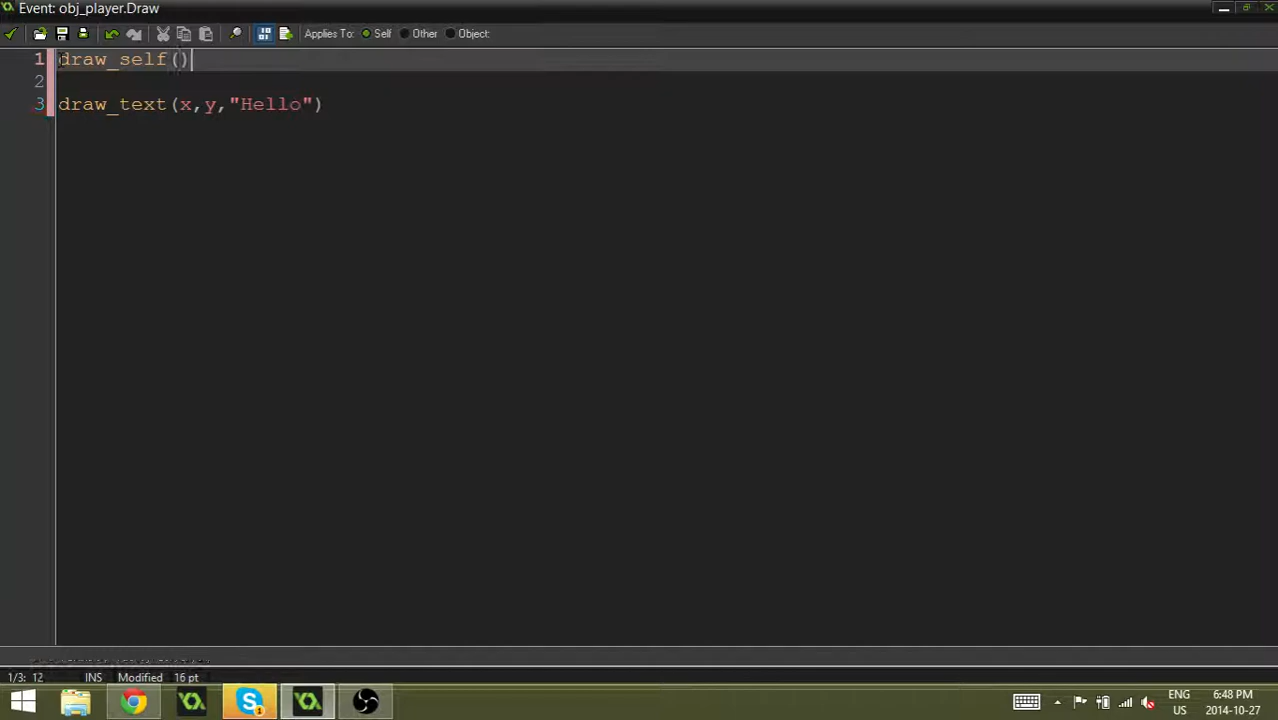 Event: obj_player.Draw
Applies To: Self Other Object:
1 draw_self()
2
3 draw_text(x,y,"Hello")
1/3: 12 INS Modified 16 pt
ENG 6:48 PM
US 2014-10-27